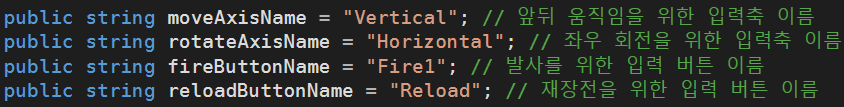 public string moveAxisName = "Vertical"; // 앞뒤 움직임을 위한 입력축 이름
public string rotateAxisName = "Horizontal"; // 좌우 회전을 위한 입력축 이름
public string fireButtonName = "Fire1"; // 발사를 위한 입력 버튼 이름
public string reloadButtonName = "Reload"; // 재장전을 위한 입력 버튼 이름